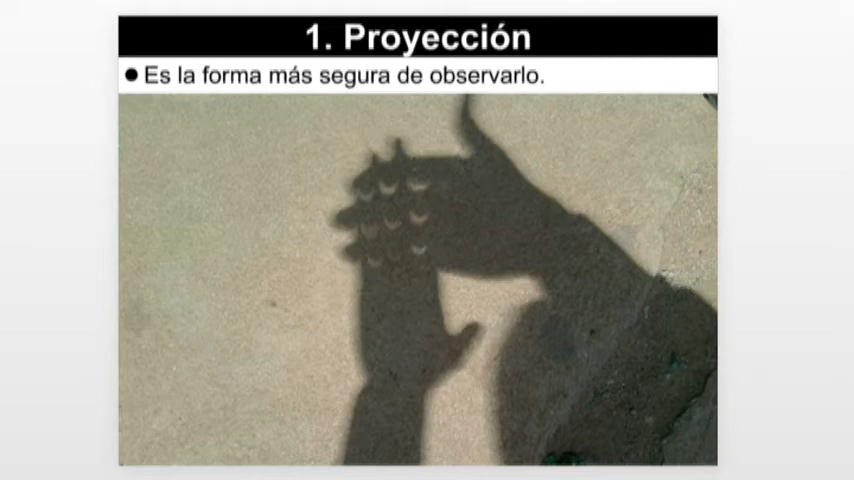 1. Proyección
● Es la forma más segura de observarlo.